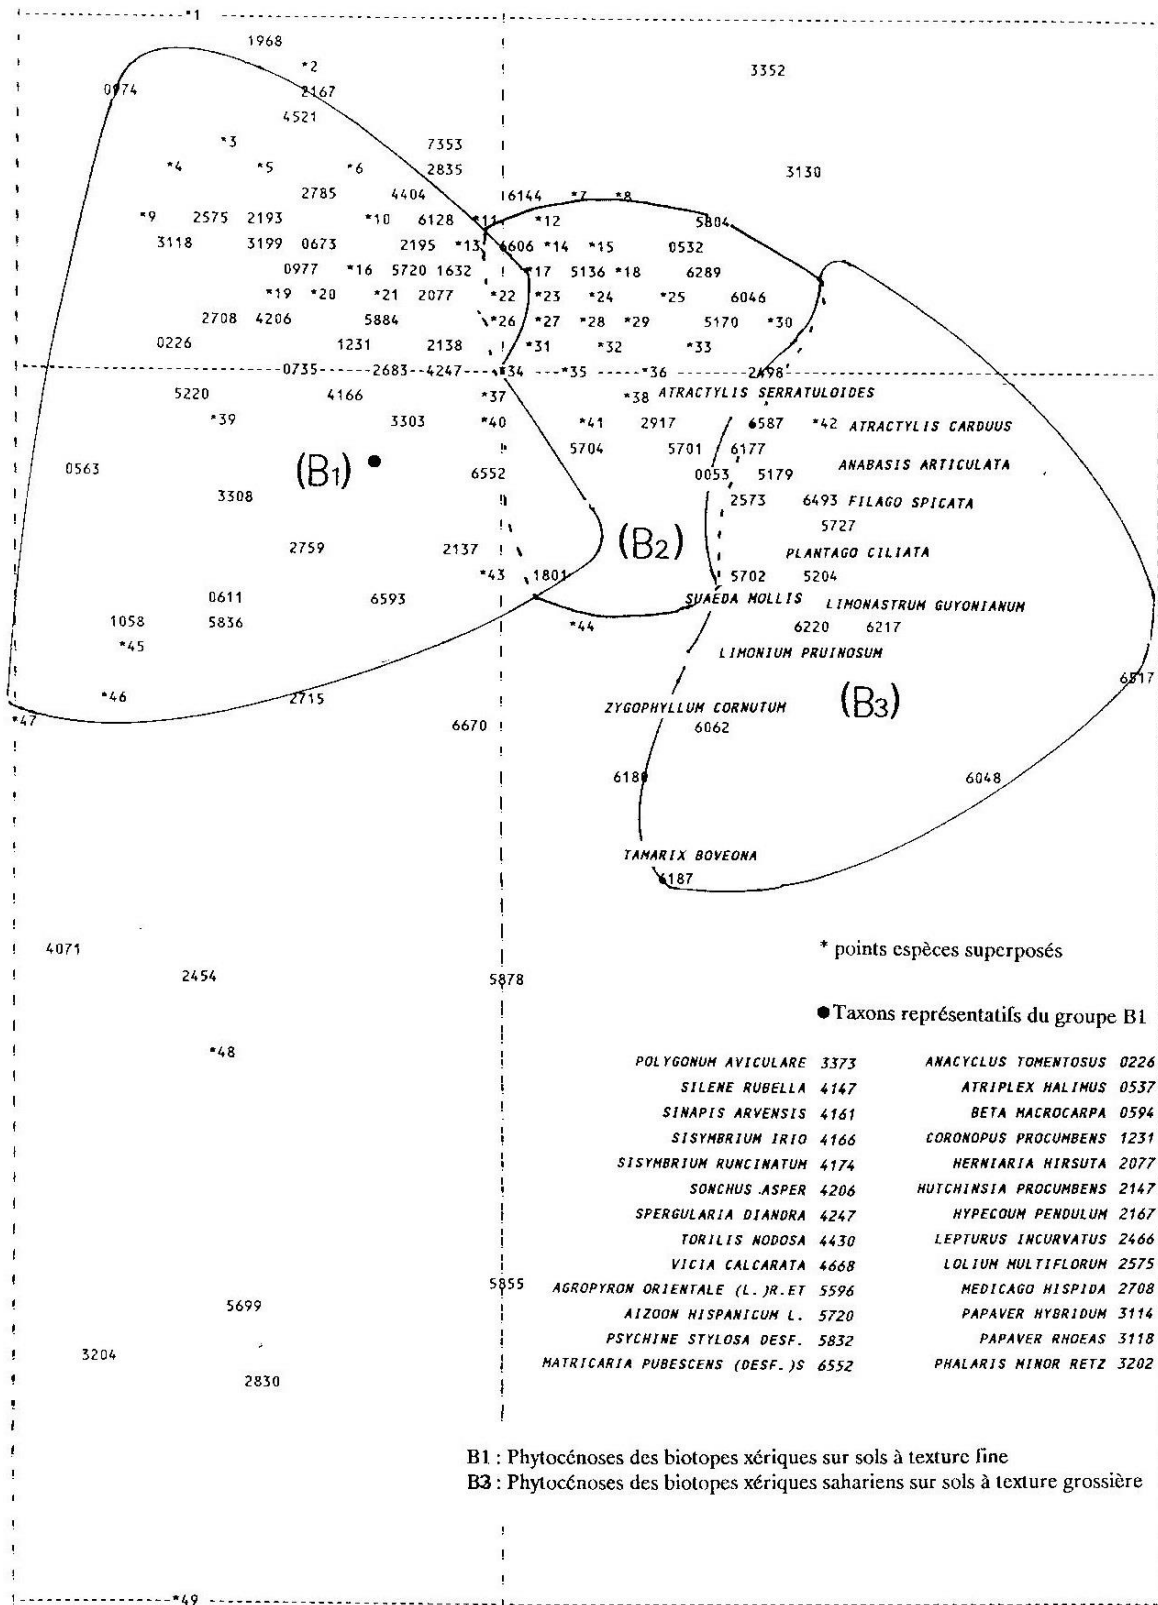 *1
1968
*2 3352
0974 2167
4521
*3 7353
*4 *5 *6 2835 3130
2785 4404 6144 *7 *8
*9 2575 2193 *10 6128 *11 *12 5804
3118 3199 0673 2195 *13 6606 *14 *15 0532
0977 *16 5720 1632 *17 5136 *18 6289
*19 *20 *21 2077 *22 *23 *24 *25 6046
2708 4206 5884 *26 *27 *28 *29 5170 *30
0226 1231 2138 *31 *32 *33
0735 2683 4247 *34 *35 *36 2498
5220 4166 *37 *38 ATRACTYLIS SERRATULOIDES
*39 3303 *40 *41 2917 6587 *42 ATRACTYLIS CARDUUS
5704 5701 6177
0563 (B1) ● 6552 0053 5179 ANABASIS ARTICULATA
3308 2573 6493 FILAGO SPICATA
5727
2759 2137 (B2) PLANTAGO CILIATA
*43 1801 5702 5204
0611 6593 SUAEDA MOLLIS LIMONASTRUM GUYONIANUM
1058 5836 *44 6220 6217
*45 LIMONIUM PRUINOSUM
6517
*46 2715 ZYGOPHYLLUM CORNUTUM (B3)
*47 6670 6062
6180 6048
TAMARIX BOVEONA
6187
4071 * points espèces superposés
2454 5878
● Taxons représentatifs du groupe B1
*48
POLYGONUM AVICULARE 3373 ANACYCLUS TOMENTOSUS 0226
SILENE RUBELLA 4147 ATRIPLEX HALIMUS 0537
SINAPIS ARVENSIS 4161 BETA MACROCARPA 0594
SISYMBRIUM IRIO 4166 CORONOPUS PROCUMBENS 1231
SISYMBRIUM RUNCINATUM 4174 HERNIARIA HIRSUTA 2077
SONCHUS ASPER 4206 HUTCHINSIA PROCUMBENS 2147
SPERGULARIA DIANDRA 4247 HYPECOUM PENDULUM 2167
TORILIS NODOSA 4430 LEPTURUS INCURVATUS 2466
VICIA CALCARATA 4668 LOLIUM MULTIFLORUM 2575
5855 AGROPYRON ORIENTALE (L.)R.ET 5596 MEDICAGO HISPIDA 2708
5699 AIZOON HISPANICUM L. 5720 PAPAVER HYBRIDUM 3114
PSYCHINE STYLOSA DESF. 5832 PAPAVER RHOEAS 3118
3204 MATRICARIA PUBESCENS (DESF.)S 6552 PHALARIS MINOR RETZ 3202
2830
B1 : Phytocénoses des biotopes xériques sur sols à texture fine
B3 : Phytocénoses des biotopes xériques sahariens sur sols à texture grossière
*49